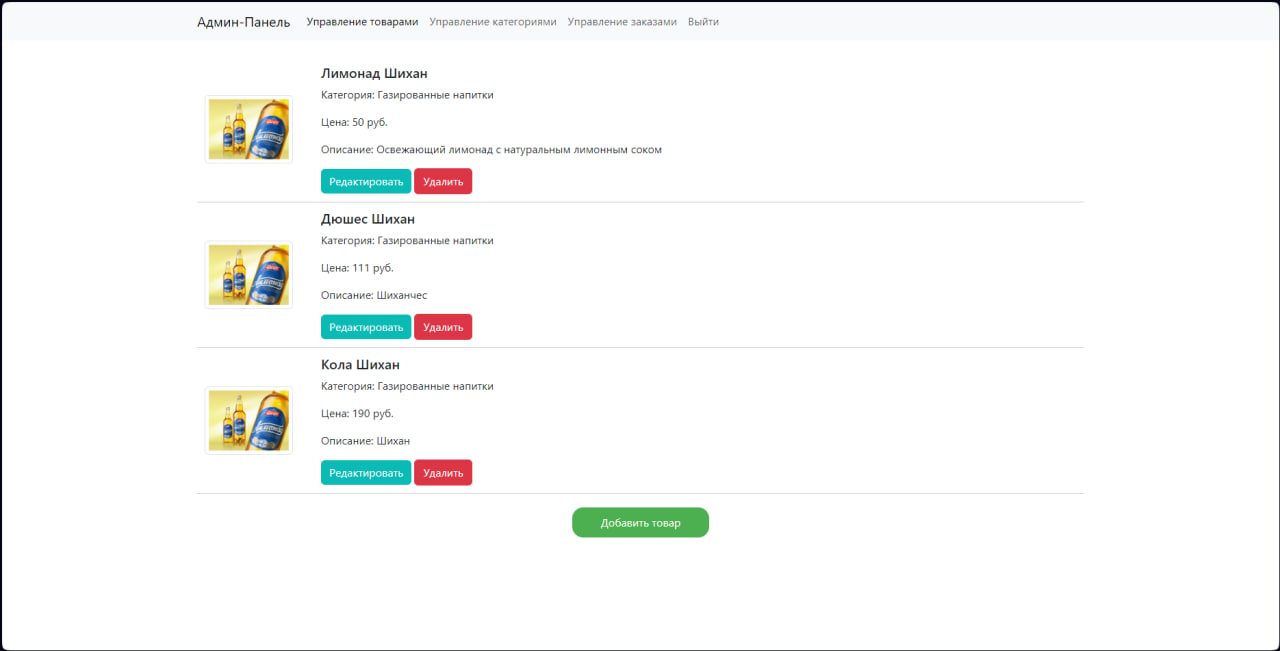 Админ-Панель Управление товарами Управление категориями Управление заказами Выйти
Лимонад Шихан
Категория: Газированные напитки
Цена: 50 руб.
Описание: Освежающий лимонад с натуральным лимонным соком
Редактировать Удалить
Дюшес Шихан
Категория: Газированные напитки
Цена: 111 руб.
Описание: Шиханчес
Редактировать Удалить
Кола Шихан
Категория: Газированные напитки
Цена: 190 руб.
Описание: Шихан
Редактировать Удалить
Добавить товар